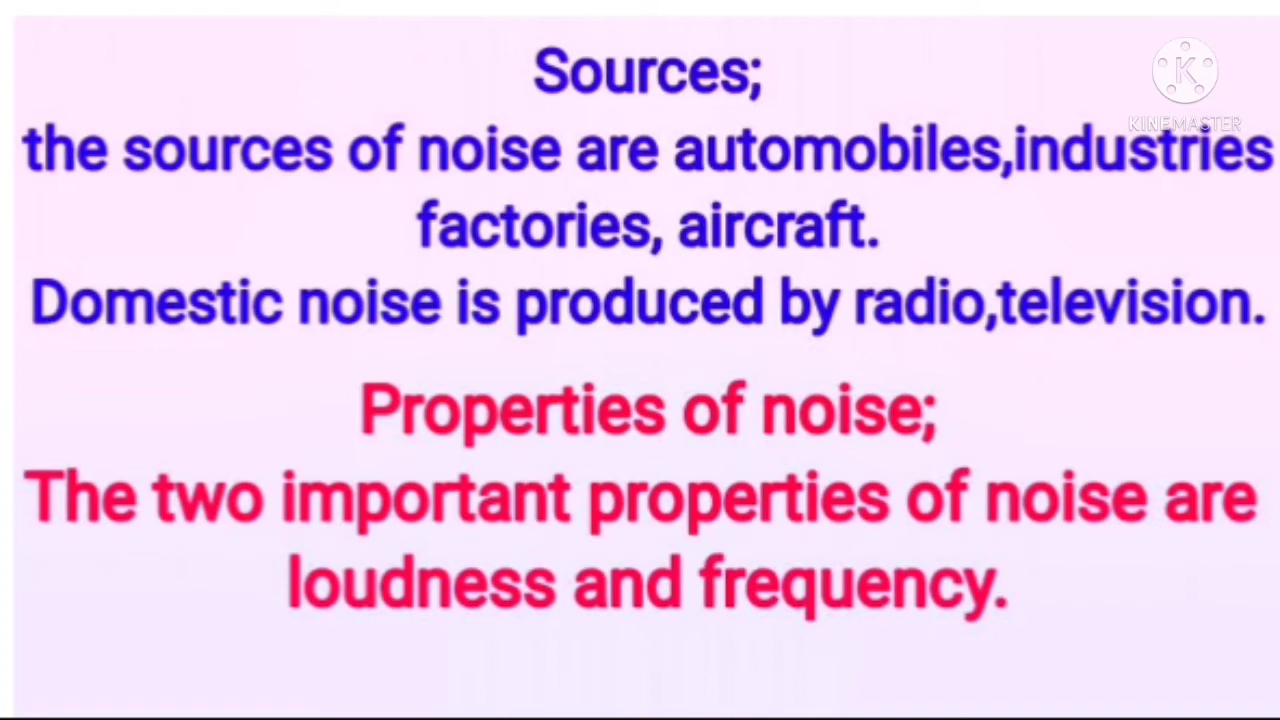 Sources;
the sources of noise are automobiles,industries
factories, aircraft.
Domestic noise is produced by radio,television.
Properties of noise;
The two important properties of noise are
loudness and frequency.
K
KINEMASTER